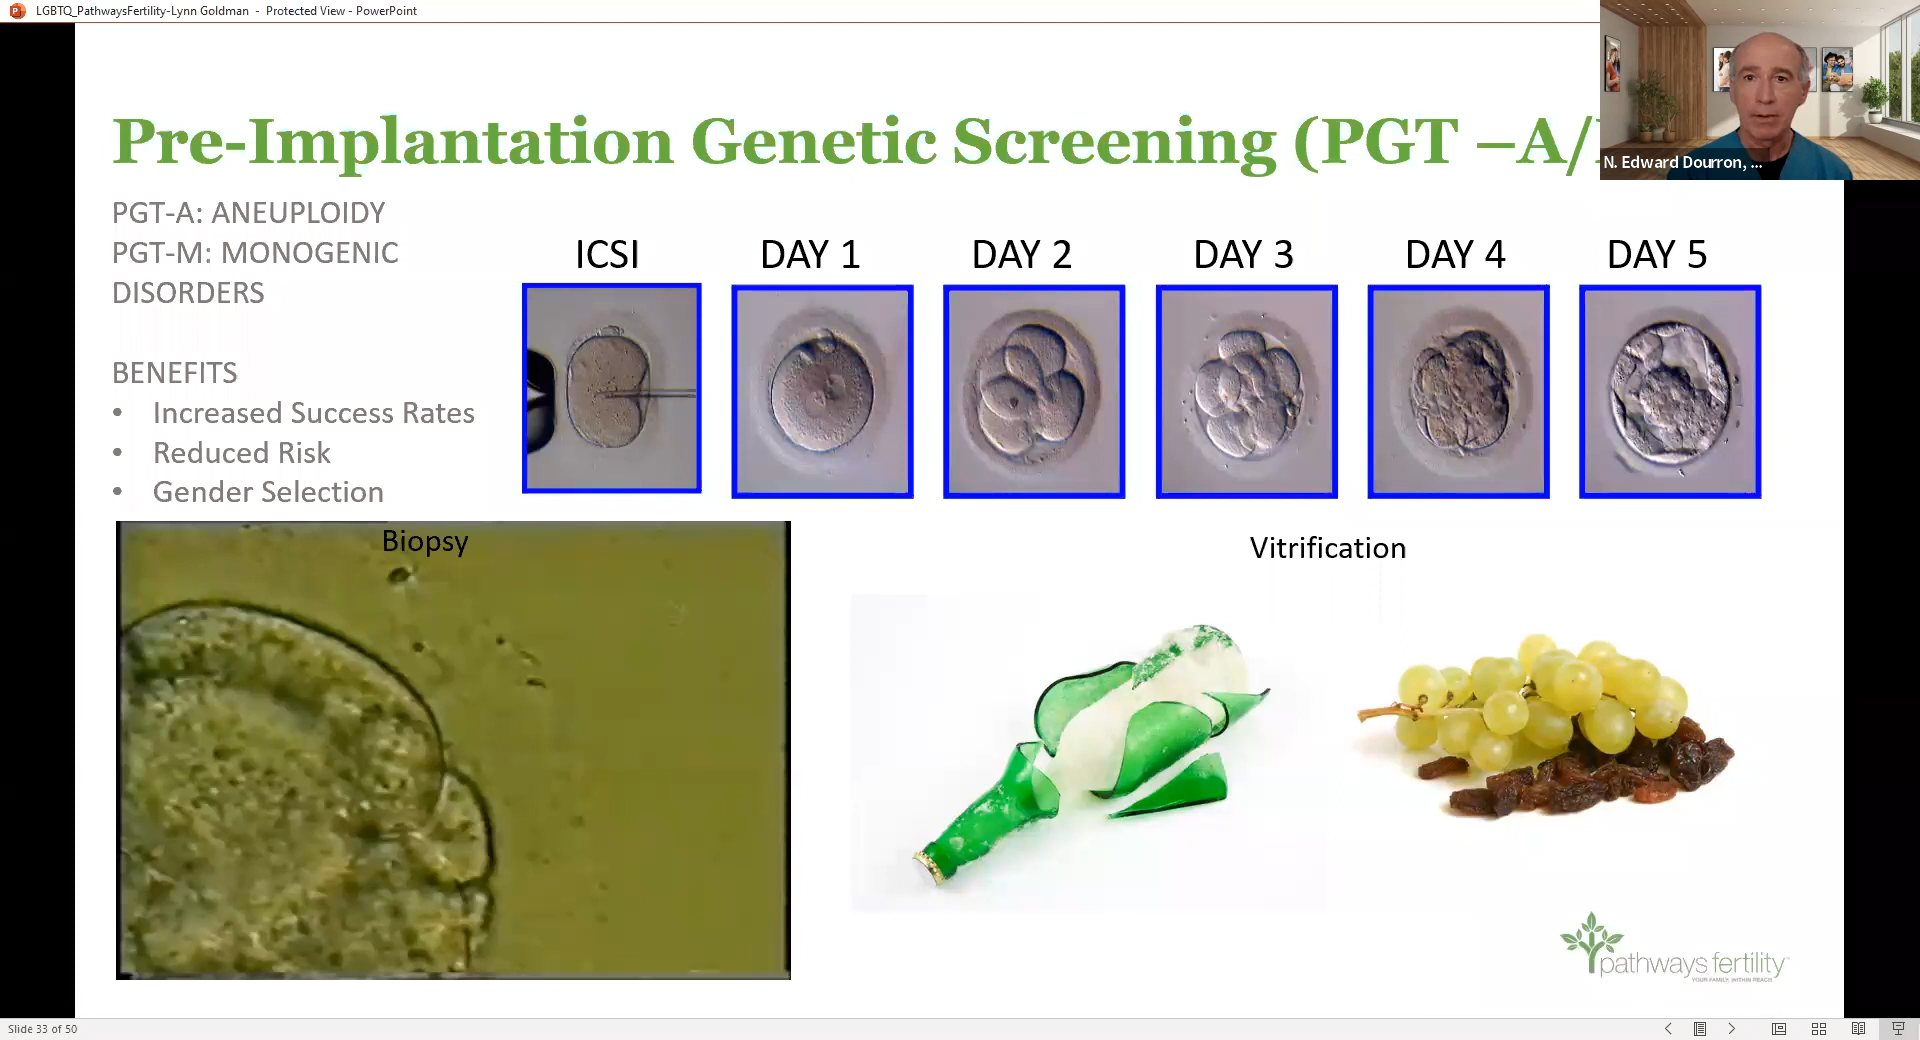 LGBTQ_PathwaysFertility-Lynn Goldman - Protected View - PowerPoint
Pre-Implantation Genetic Screening (PGT –A/
N. Edward Dourron, ...
PGT-A: ANEUPLOIDY
PGT-M: MONOGENIC
DISORDERS
BENEFITS
• Increased Success Rates
• Reduced Risk
• Gender Selection
ICSI
DAY 1
DAY 2
DAY 3
DAY 4
DAY 5
Biopsy
Vitrification
pathways fertility
YOUR FAMILY, WITHIN REACH
Slide 33 of 50